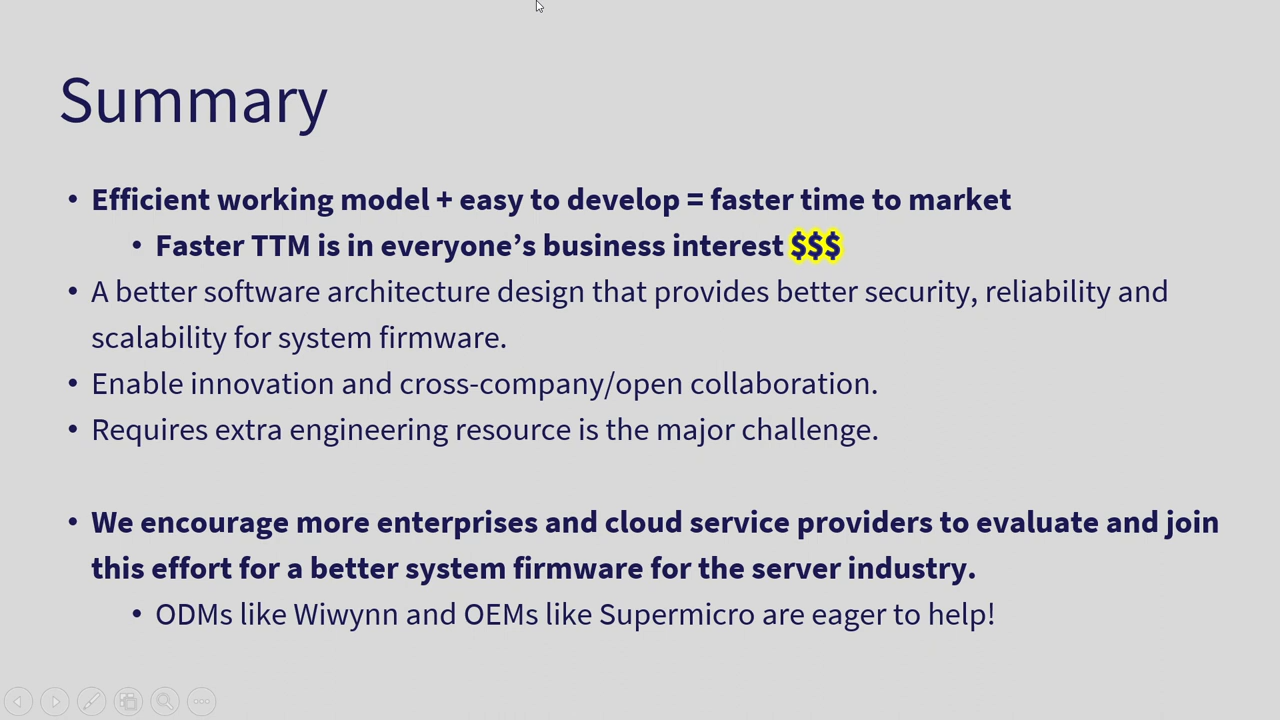 Summary
• Efficient working model + easy to develop = faster time to market
• Faster TTM is in everyone’s business interest $$$
• A better software architecture design that provides better security, reliability and
scalability for system firmware.
• Enable innovation and cross-company/open collaboration.
• Requires extra engineering resource is the major challenge.
• We encourage more enterprises and cloud service providers to evaluate and join
this effort for a better system firmware for the server industry.
• ODMs like Wiwynn and OEMs like Supermicro are eager to help!